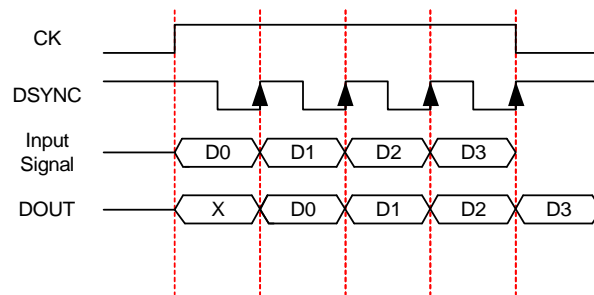 CK
DSYNC
Input
Signal
D0 D1 D2 D3
DOUT
X D0 D1 D2 D3